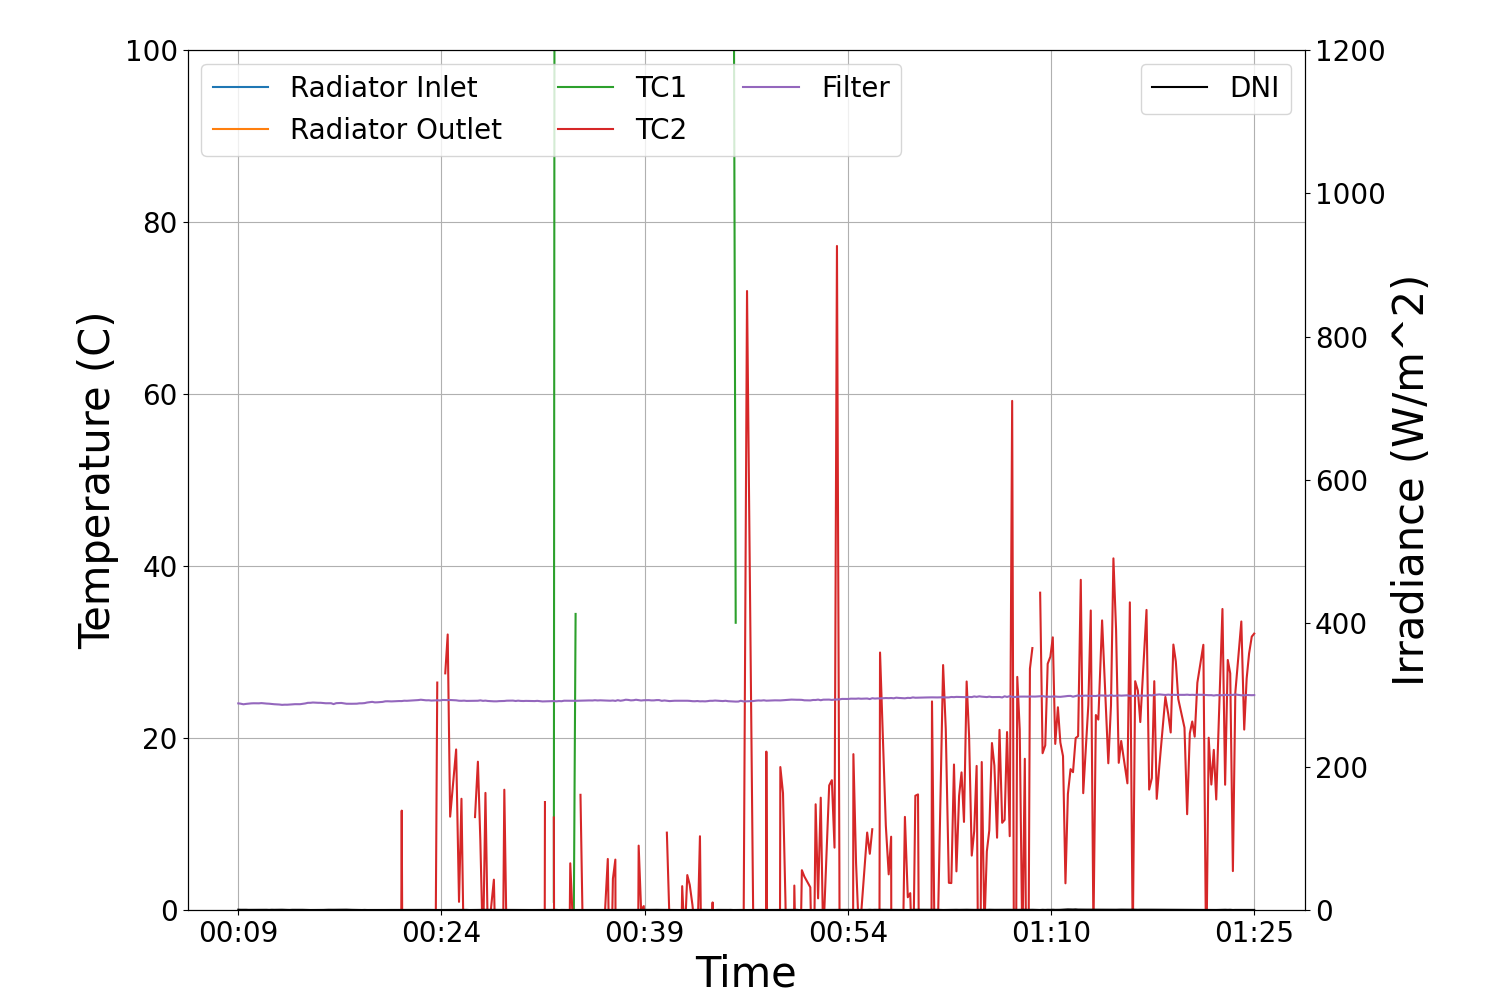 100
80
60
40
20
0
Temperature (C)
Radiator Inlet
Radiator Outlet
TC1
TC2
Filter
DNI
1200
1000
800
600
400
200
0
Irradiance (W/m^2)
00:09 00:24 00:39 00:54 01:10 01:25
Time